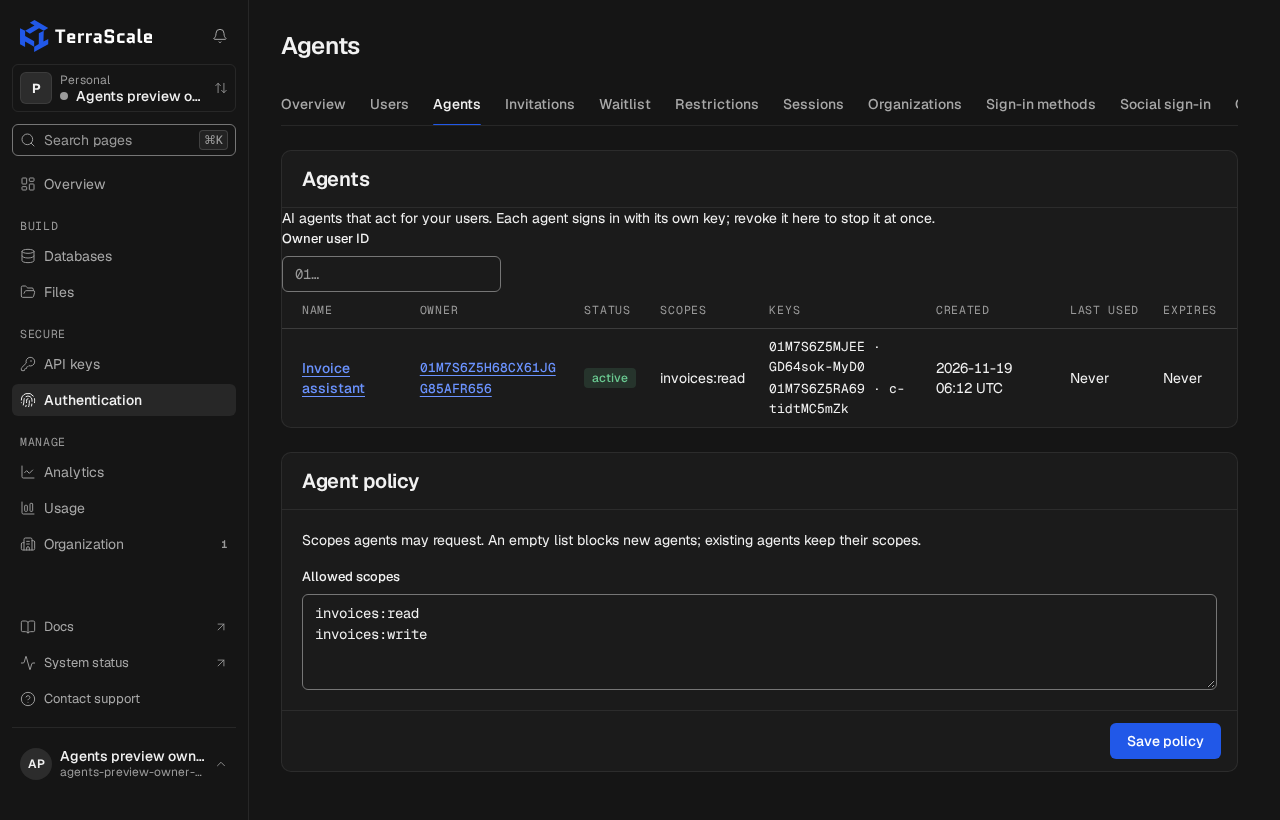 TerraScale
P
Personal
Agents preview o…
Search pages
⌘K
Overview
BUILD
Databases
Files
SECURE
API keys
Authentication
MANAGE
Analytics
Usage
Organization
1
Docs
System status
Contact support
AP
Agents preview own…
agents-preview-owner-…
Agents
Overview Users Agents Invitations Waitlist Restrictions Sessions Organizations Sign-in methods Social sign-in
Agents
AI agents that act for your users. Each agent signs in with its own key; revoke it here to stop it at once.
Owner user ID
01…
NAME OWNER STATUS SCOPES KEYS CREATED LAST USED EXPIRES
Invoice
assistant
01M7S6Z5H68CX61JG
G85AFR656
active
invoices:read
01M7S6Z5MJEE ·
GD64sok-MyD0
01M7S6Z5RA69 · c-
tidtMC5mZk
2026-11-19
06:12 UTC
Never
Never
Agent policy
Scopes agents may request. An empty list blocks new agents; existing agents keep their scopes.
Allowed scopes
invoices:read
invoices:write
Save policy